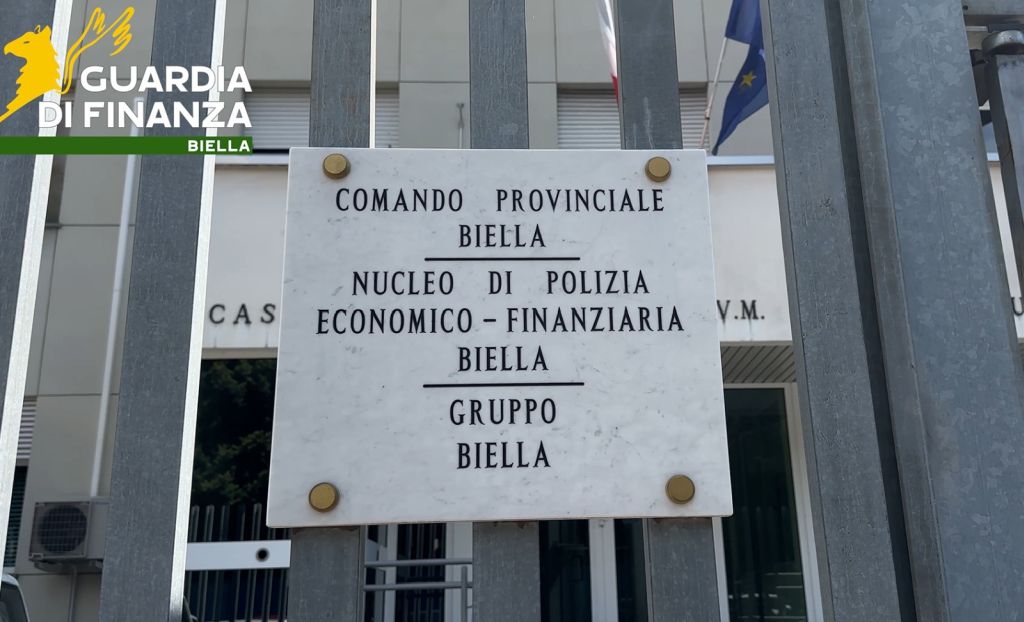 GUARDIA
DI FINANZA
BIELLA
COMANDO PROVINCIALE
BIELLA
NUCLEO DI POLIZIA
ECONOMICO - FINANZIARIA
BIELLA
GRUPPO
BIELLA
CAS
V.M.